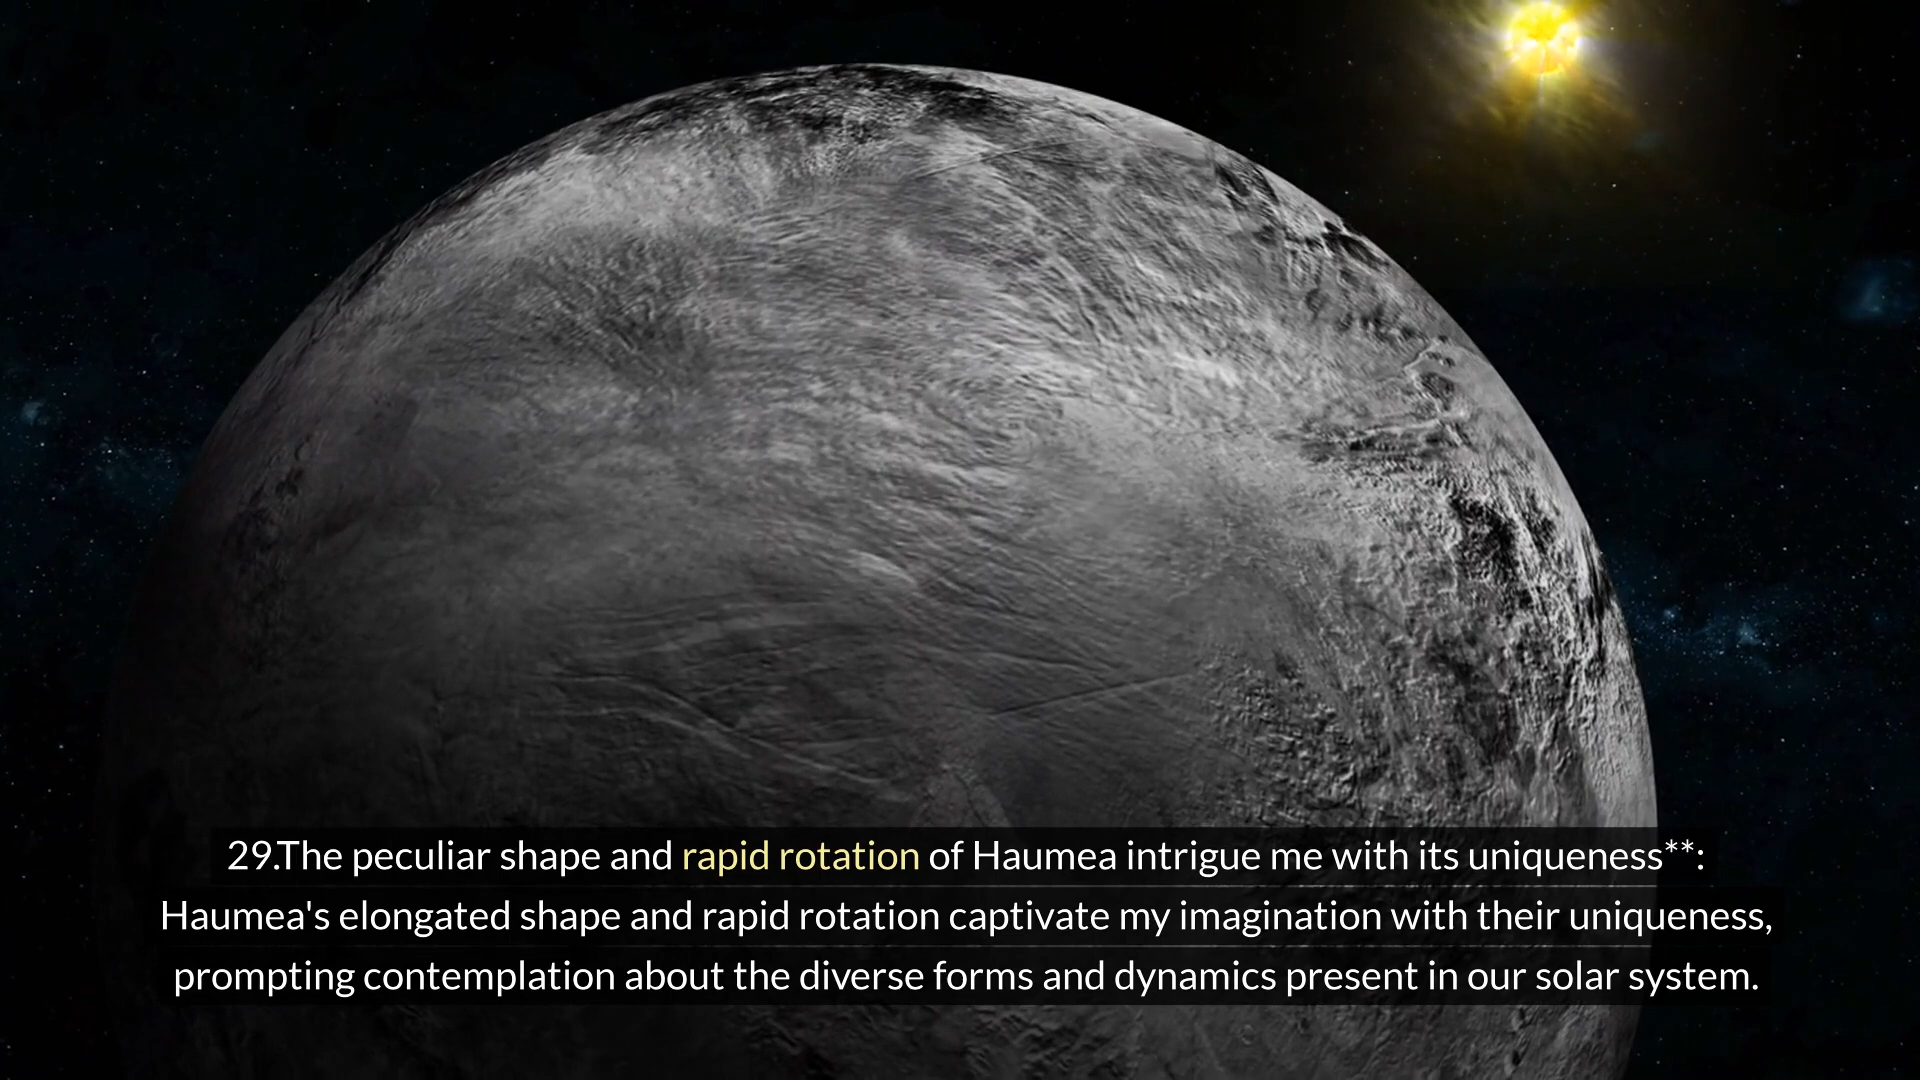 29.The peculiar shape and rapid rotation of Haumea intrigue me with its uniqueness**:
Haumea's elongated shape and rapid rotation captivate my imagination with their uniqueness,
prompting contemplation about the diverse forms and dynamics present in our solar system.